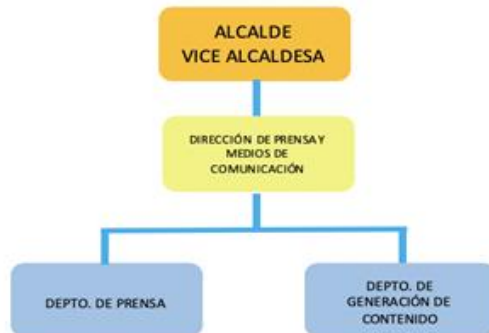 ALCALDE
VICE ALCALDESA
DIRECCIÓN DE PRENSA Y
MEDIOS DE
COMUNICACIÓN
DEPTO. DE PRENSA
DEPTO. DE
GENERACIÓN DE
CONTENIDO